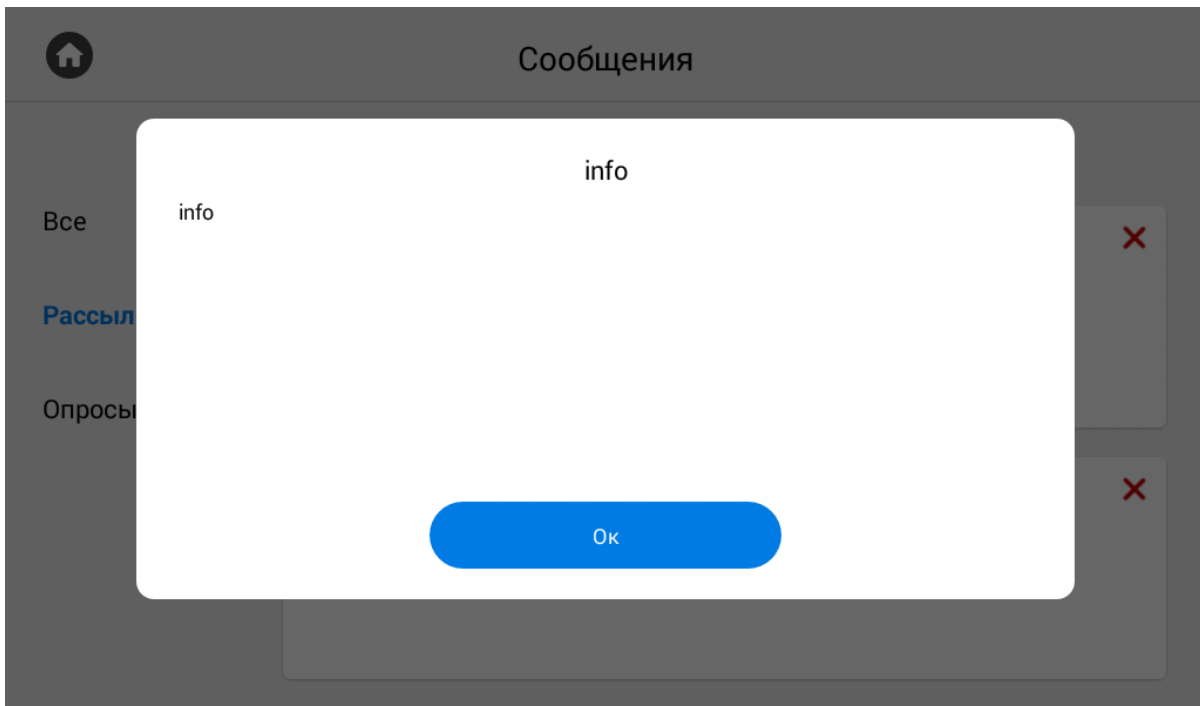 Сообщения
info
info
Все
Рассыл
Опросы
Ок